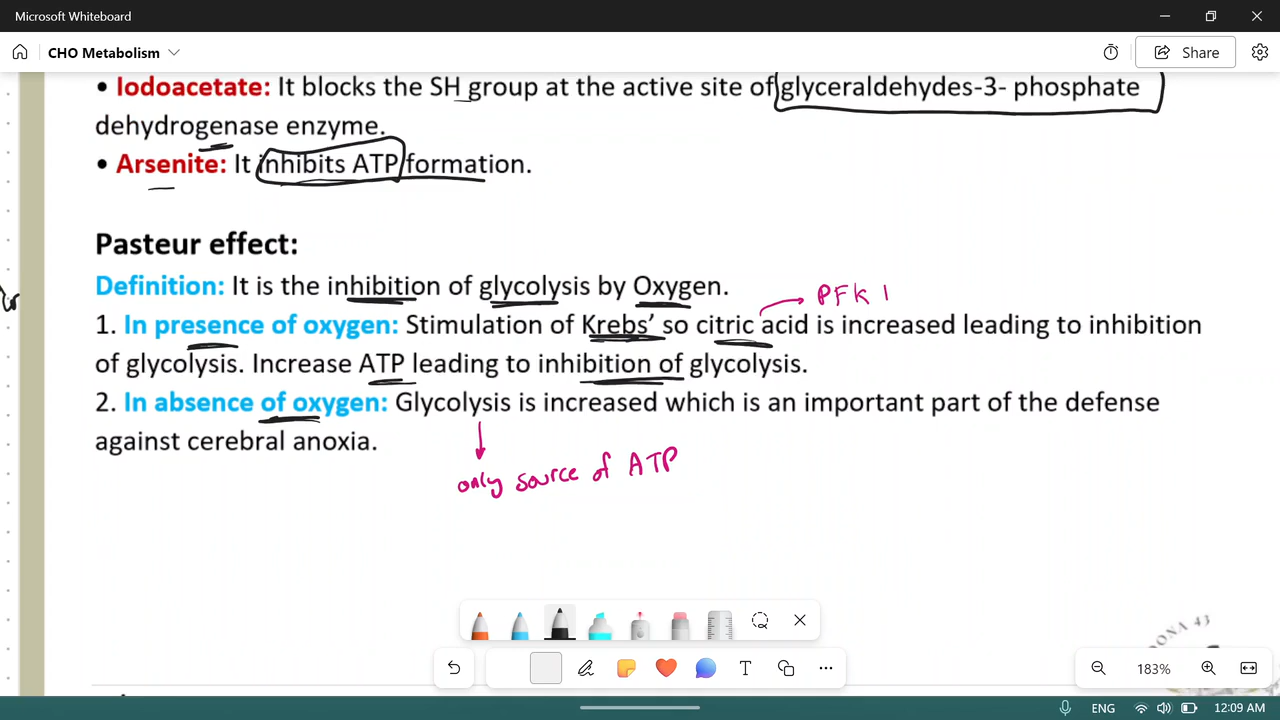 Microsoft Whiteboard
CHO Metabolism
Share
• Iodoacetate: It blocks the SH group at the active site of glyceraldehydes-3- phosphate
dehydrogenase enzyme.
• Arsenite: It inhibits ATP formation.
Pasteur effect:
Definition: It is the inhibition of glycolysis by Oxygen.
PFK 1
1. In presence of oxygen: Stimulation of Krebs’ so citric acid is increased leading to inhibition
of glycolysis. Increase ATP leading to inhibition of glycolysis.
2. In absence of oxygen: Glycolysis is increased which is an important part of the defense
against cerebral anoxia.
only source of ATP
T
183%
ENG
12:09 AM